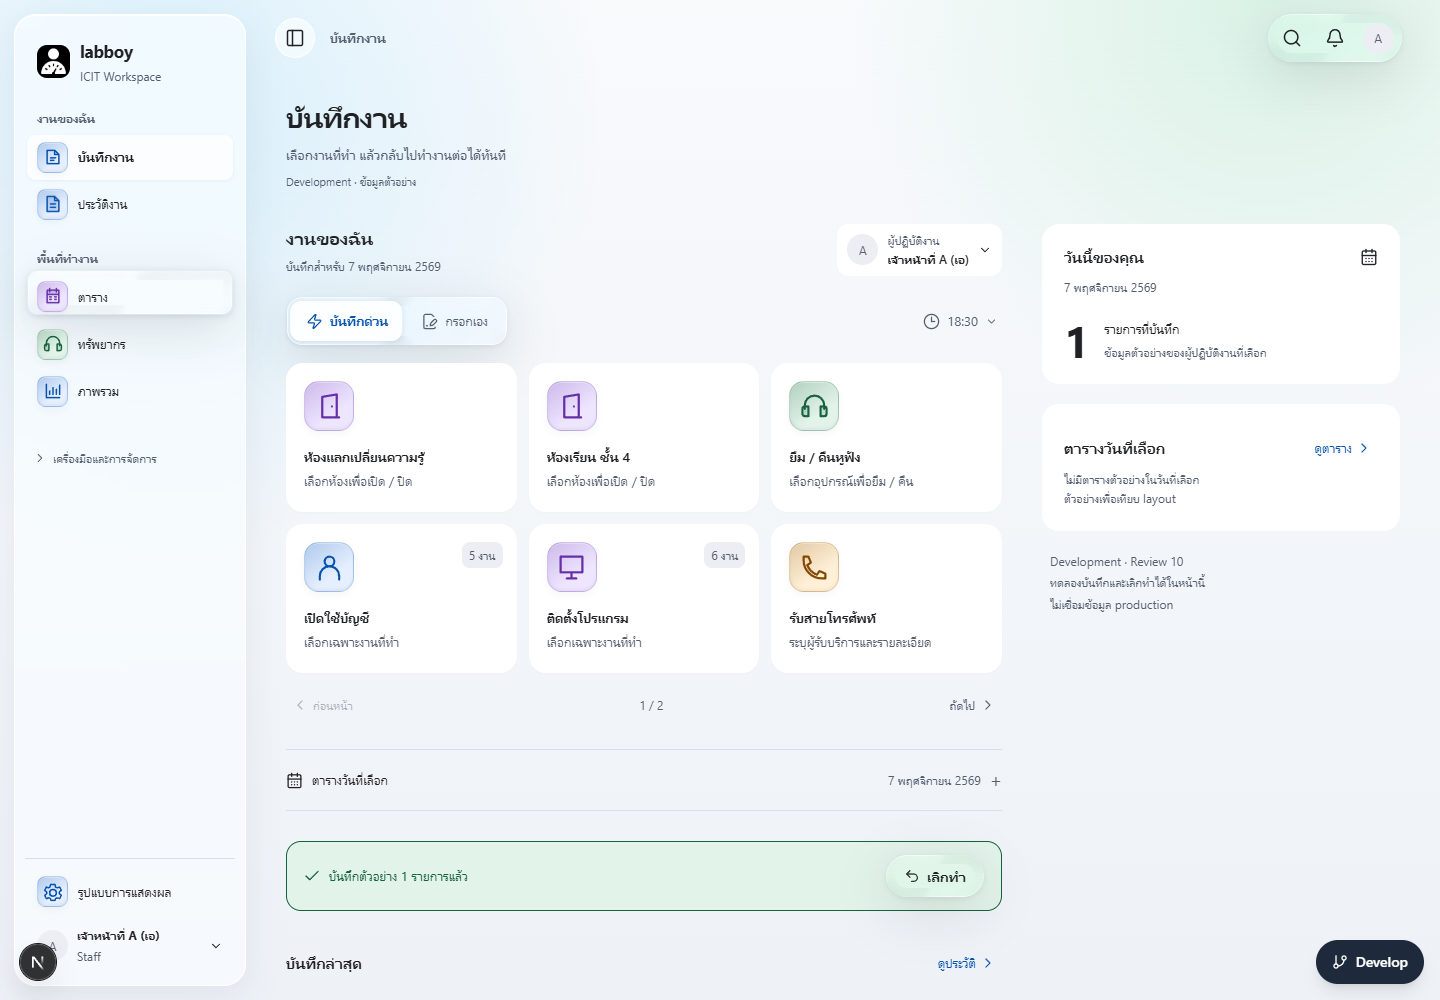 labboy
ICIT Workspace
งานของฉัน
บันทึกงาน
ประวัติงาน
พื้นที่ทำงาน
ตาราง
ทรัพยากร
ภาพรวม
เครื่องมือและการจัดการ
รูปแบบการแสดงผล
A
เจ้าหน้าที่ A (เอ)
Staff
N
บันทึกงาน
A
บันทึกงาน
เลือกงานที่ทำ แล้วกลับไปทำงานต่อได้ทันที
Development · ข้อมูลตัวอย่าง
งานของฉัน
บันทึกสำหรับ 7 พฤศจิกายน 2569
A
ผู้ปฏิบัติงาน
เจ้าหน้าที่ A (เอ)
บันทึกด่วน
กรอกเอง
18:30
ห้องแลกเปลี่ยนความรู้
เลือกห้องเพื่อเปิด / ปิด
ห้องเรียน ชั้น 4
เลือกห้องเพื่อเปิด / ปิด
ยืม / คืนหูฟัง
เลือกอุปกรณ์เพื่อยืม / คืน
5 งาน
เปิดใช้บัญชี
เลือกเฉพาะงานที่ทำ
6 งาน
ติดตั้งโปรแกรม
เลือกเฉพาะงานที่ทำ
รับสายโทรศัพท์
ระบุผู้รับบริการและรายละเอียด
ก่อนหน้า
1 / 2
ถัดไป
ตารางวันที่เลือก
7 พฤศจิกายน 2569
บันทึกตัวอย่าง 1 รายการแล้ว
เลิกทำ
บันทึกล่าสุด
ดูประวัติ
วันนี้ของคุณ
7 พฤศจิกายน 2569
1
รายการที่บันทึก
ข้อมูลตัวอย่างของผู้ปฏิบัติงานที่เลือก
ตารางวันที่เลือก
ดูตาราง
ไม่มีตารางตัวอย่างในวันที่เลือก
ตัวอย่างเพื่อเทียบ layout
Development · Review 10
ทดลองบันทึกและเลิกทำได้ในหน้านี้
ไม่เชื่อมข้อมูล production
Develop